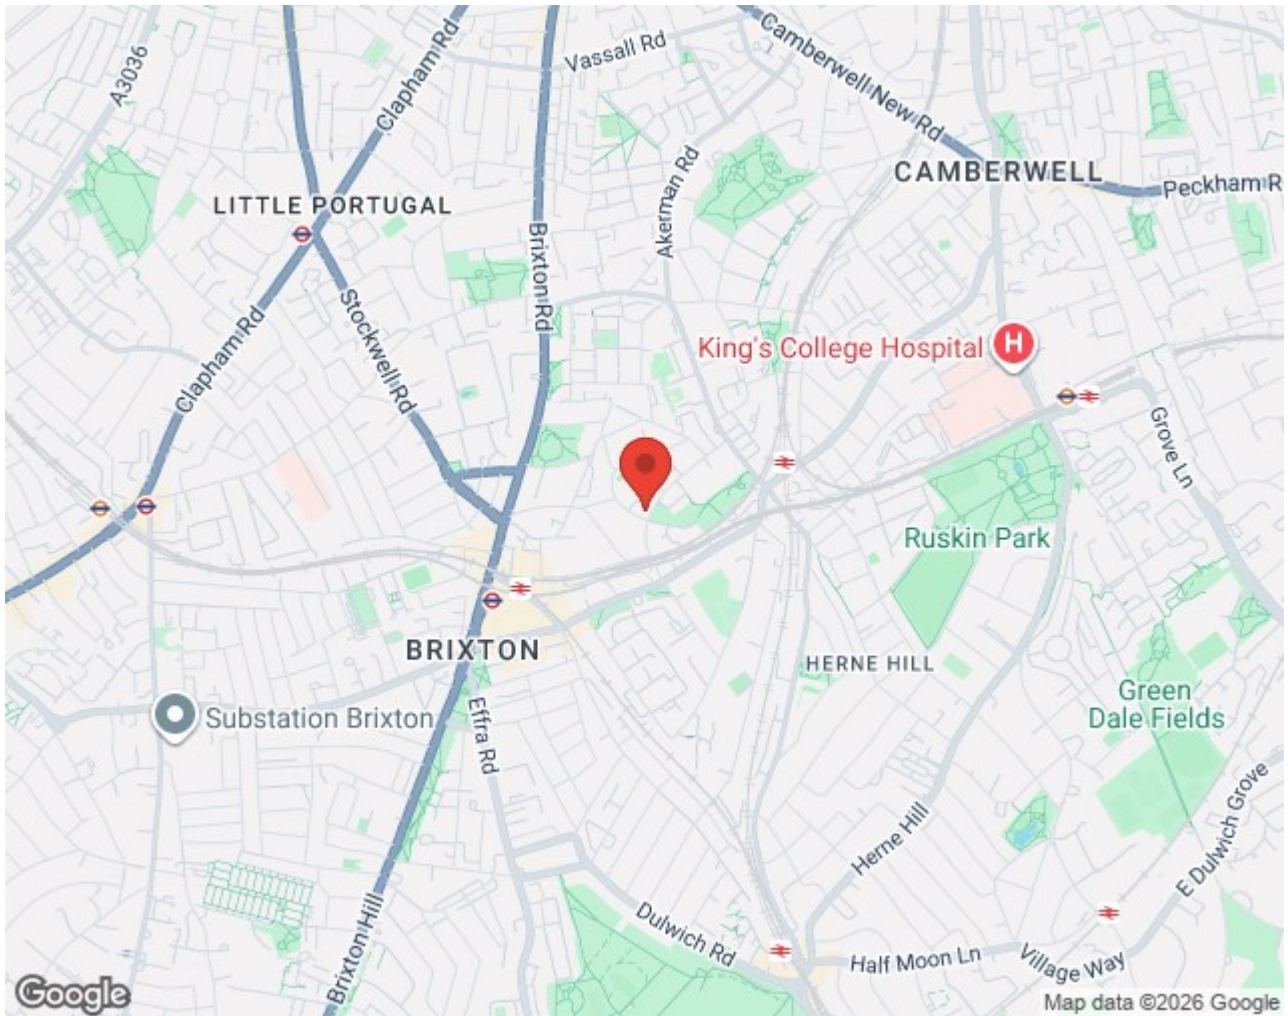 A3036
Clapham Rd
Vassall Rd
Camberwell New Rd
CAMBERWELL
Peckham R
LITTLE PORTUGAL
Akerman Rd
Brixton Rd
Stockwell Rd
Clapham Rd
King's College Hospital
H
Grove Ln
Ruskin Park
BRIXTON
HERNE HILL
Green
Dale Fields
Substation Brixton
Effra Rd
E Dulwich Grove
Herne Hill
Brixton Hill
Dulwich Rd
Half Moon Ln
Village Way
Google
Map data ©2026 Google